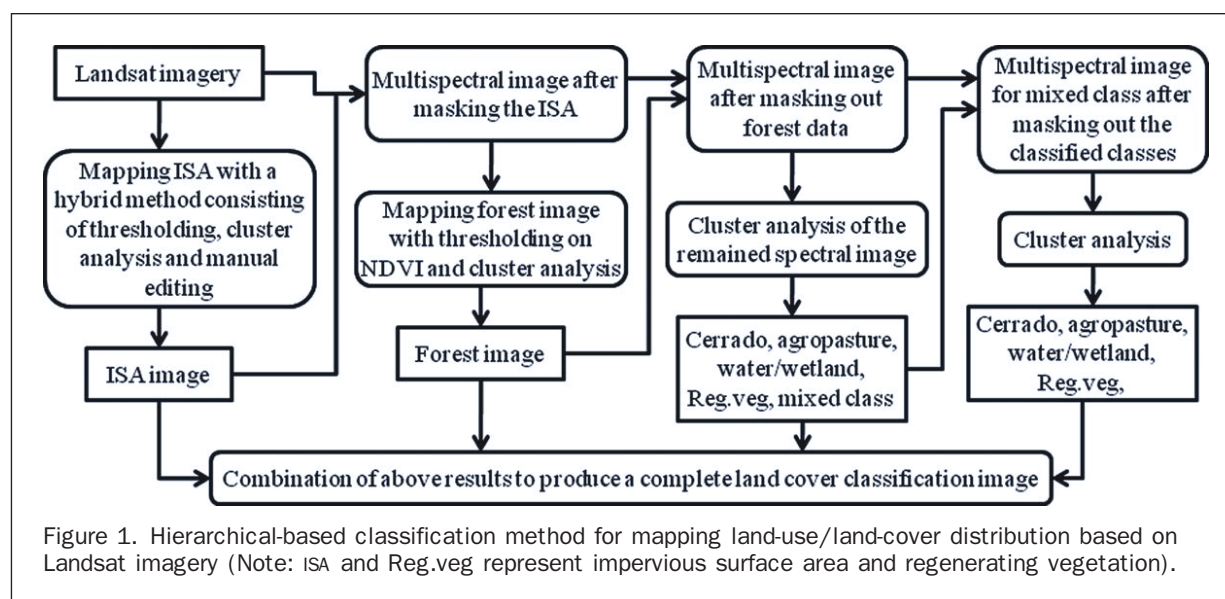 Landsat imagery
Mapping ISA with a
hybrid method consisting
of thresholding, cluster
analysis and manual
editing
ISA image
Multispectral image after
masking the ISA
Mapping forest image
with thresholding on
NDVI and cluster analysis
Forest image
Multispectral image
after masking out
forest data
Cluster analysis of the
remained spectral image
Cerrado, agropasture,
water/wetland,
Reg.veg, mixed class
Multispectral image
for mixed class after
masking out the
classified classes
Cluster analysis
Cerrado, agropasture,
water/wetland,
Reg.veg,
Combination of above results to produce a complete land cover classification image
Figure 1. Hierarchical-based classification method for mapping land-use/land-cover distribution based on
Landsat imagery (Note: ISA and Reg.veg represent impervious surface area and regenerating vegetation).